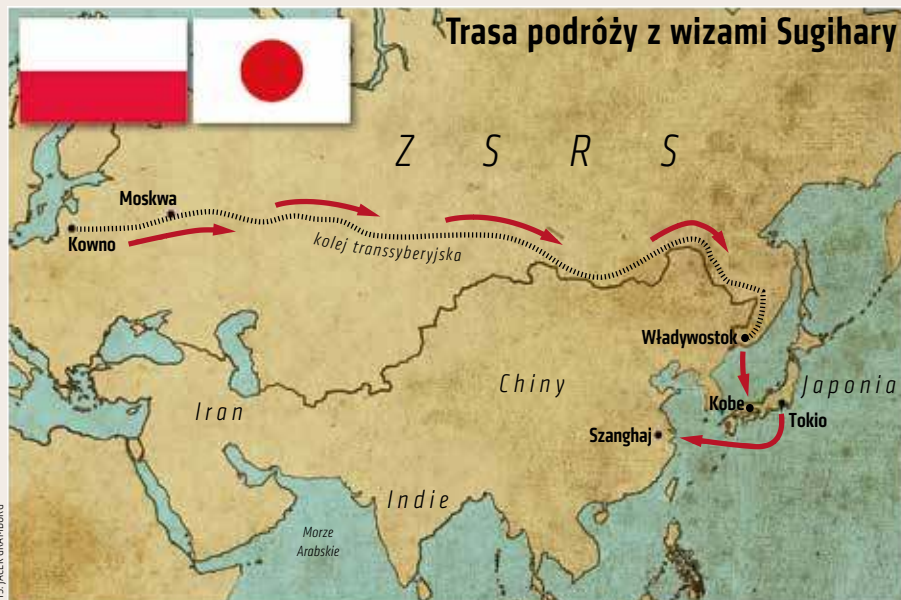 Trasa podróży z wizami Sugihary
Z S R S
Moskwa
Kowno
kolej transsyberyjska
Władywostok
Chiny
Japonia
Iran
Kobe
Tokio
Szanghaj
Indie
Morze
Arabskie